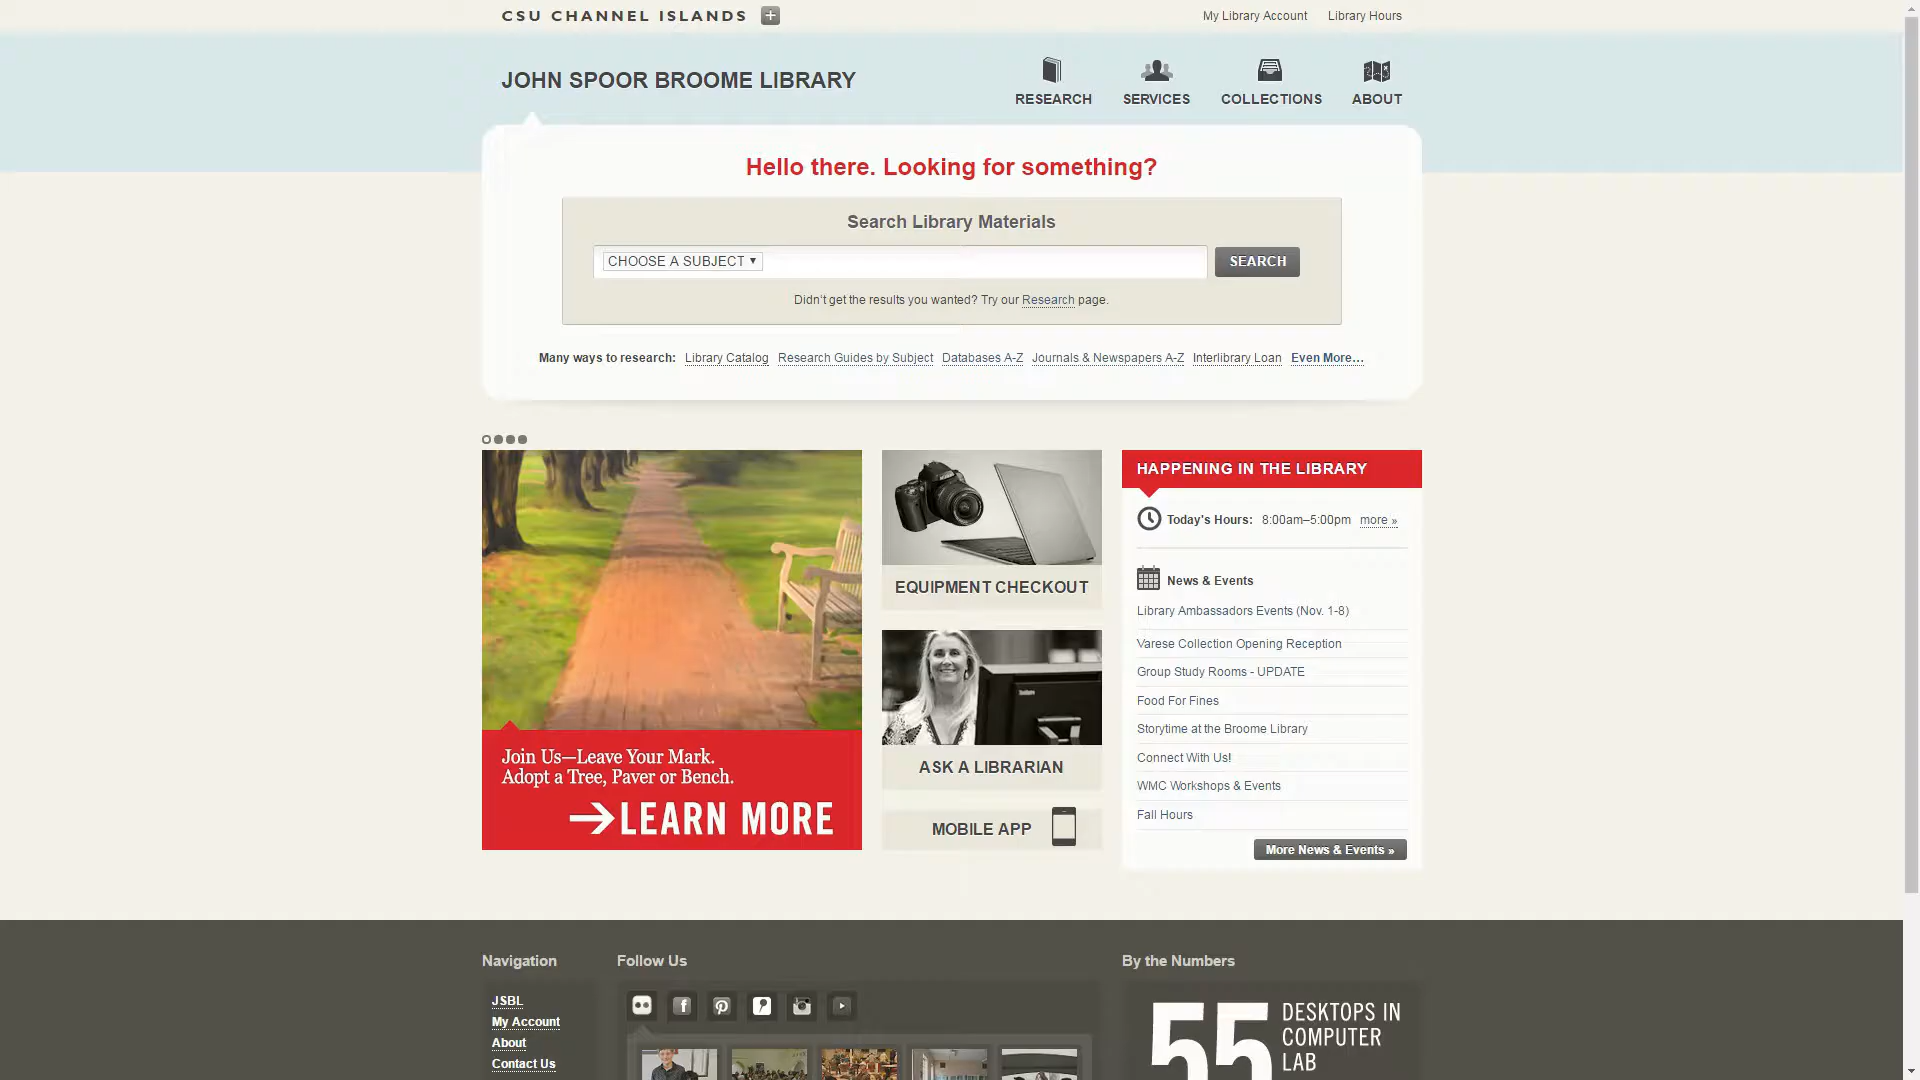 CSU CHANNEL ISLANDS
My Library Account
Library Hours
JOHN SPOOR BROOME LIBRARY
RESEARCH
SERVICES
COLLECTIONS
ABOUT
Hello there. Looking for something?
Search Library Materials
CHOOSE A SUBJECT
SEARCH
Didn't get the results you wanted? Try our Research page.
Many ways to research: Library Catalog Research Guides by Subject Databases A-Z Journals & Newspapers A-Z Interlibrary Loan Even More...
Join Us—Leave Your Mark.
Adopt a Tree, Paver or Bench.
LEARN MORE
EQUIPMENT CHECKOUT
ASK A LIBRARIAN
MOBILE APP
HAPPENING IN THE LIBRARY
Today's Hours: 8:00am–5:00pm more »
News & Events
Library Ambassadors Events (Nov. 1-8)
Varese Collection Opening Reception
Group Study Rooms - UPDATE
Food For Fines
Storytime at the Broome Library
Connect With Us!
WMC Workshops & Events
Fall Hours
More News & Events »
Navigation
JSBL
My Account
About
Contact Us
Follow Us
By the Numbers
55
DESKTOPS IN
COMPUTER
LAB